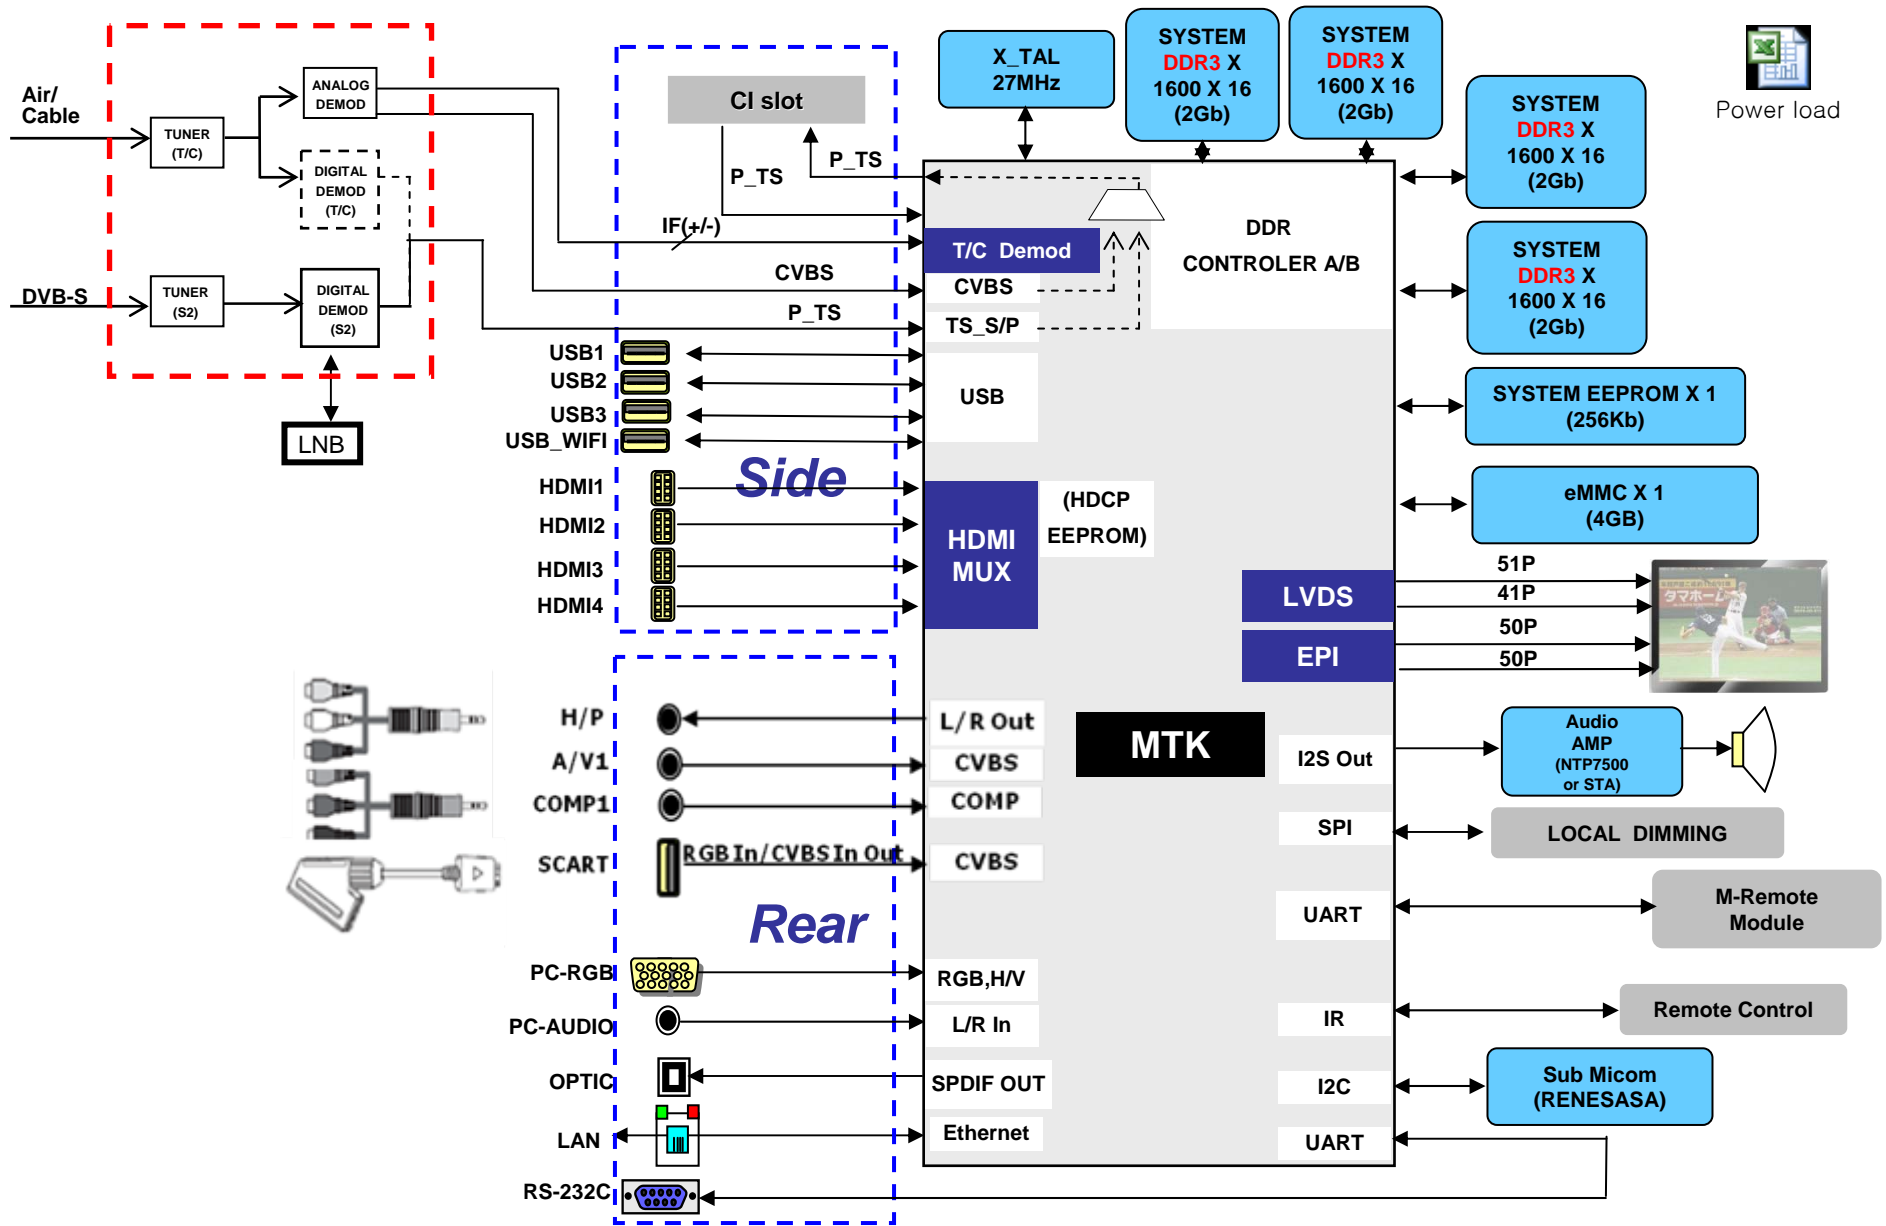 Air/
Cable
DVB-S
TUNER
(T/C)
ANALOG
DEMOD
DIGITAL
DEMOD
(T/C)
TUNER
(S2)
DIGITAL
DEMOD
(S2)
LNB
CI slot
P_TS
P_TS
IF(+/-)
CVBS
P_TS
USB1
USB2
USB3
USB_WIFI
Side
HDMI1
HDMI2
HDMI3
HDMI4
H/P
A/V1
COMP1
SCART
RGB In/CVBS In Out
Rear
PC-RGB
PC-AUDIO
OPTIC
LAN
RS-232C
X_TAL
27MHz
SYSTEM
DDR3 X
1600 X 16
(2Gb)
SYSTEM
DDR3 X
1600 X 16
(2Gb)
SYSTEM
DDR3 X
1600 X 16
(2Gb)
SYSTEM
DDR3 X
1600 X 16
(2Gb)
Power load
T/C Demod
CVBS
TS_S/P
USB
DDR
CONTROLER A/B
HDMI
MUX
(HDCP
EEPROM)
LVDS
EPI
MTK
L/R Out
CVBS
COMP
CVBS
RGB,H/V
L/R In
SPDIF OUT
Ethernet
I2S Out
SPI
UART
IR
I2C
UART
SYSTEM EEPROM X 1
(256Kb)
eMMC X 1
(4GB)
51P
41P
50P
50P
タマホーム
Audio
AMP
(NTP7500
or STA)
LOCAL DIMMING
M-Remote
Module
Remote Control
Sub Micom
(RENESASA)